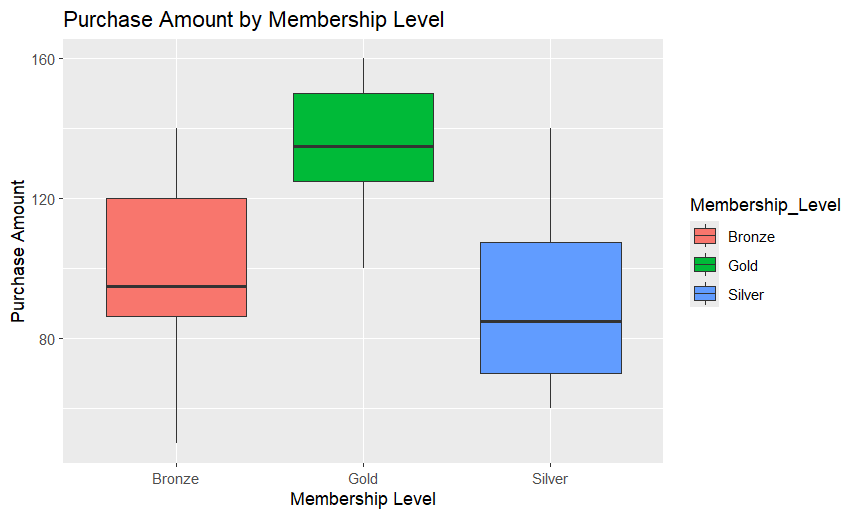 Purchase Amount by Membership Level
160
120
80
Purchase Amount
Bronze
Gold
Silver
Membership Level
Membership_Level
Bronze
Gold
Silver